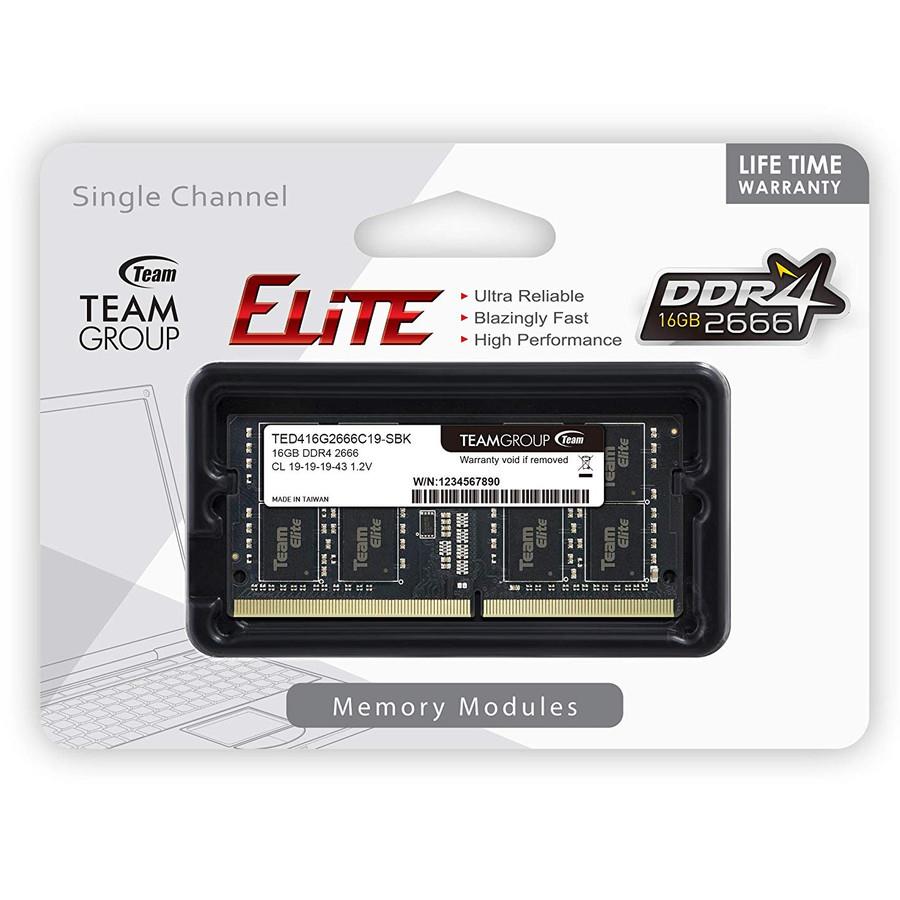 Single Channel
LIFE TIME
WARRANTY
Team
TEAM
GROUP
ELiTE
▸ Ultra Reliable
▸ Blazingly Fast
▸ High Performance
DDR4
16GB 2666
TED416G2666C19-SBK
16GB DDR4 2666
CL 19-19-19-43 1.2V
MADE IN TAIWAN
TEAMGROUP Team
Warranty void if removed
W/N:1234567890
Elite
Team
Elite
Team
Elite
Team
Elite
Team
Elite
Memory Modules